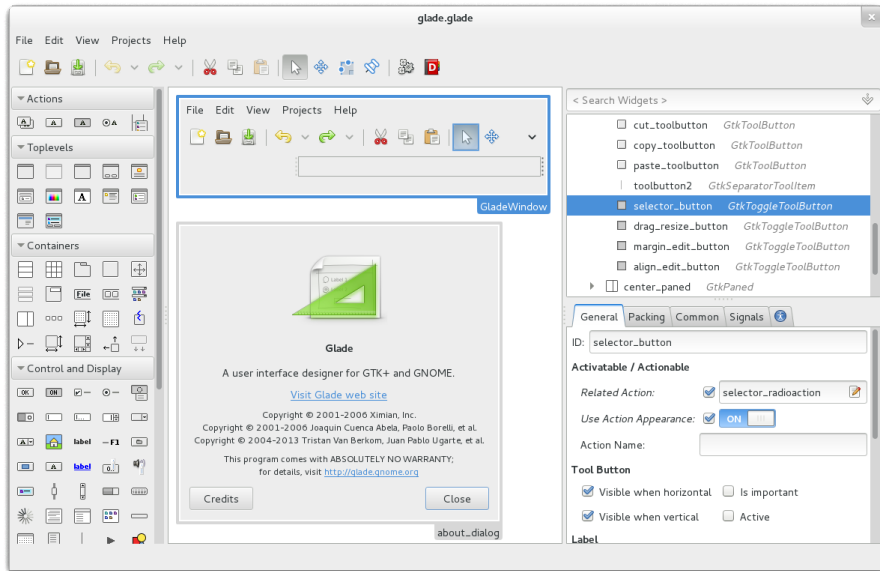 glade.glade
File Edit View Projects Help
Actions
Toplevels
Containers
File
Control and Display
OK
ON
label
label
File Edit View Projects Help
GladeWindow
Glade
A user interface designer for GTK+ and GNOME.
Visit Glade web site
Copyright © 2001-2006 Ximian, Inc.
Copyright © 2001-2006 Joaquin Cuenca Abela, Paolo Borelli, et al.
Copyright © 2004-2013 Tristan Van Berkom, Juan Pablo Ugarte, et al.
This program comes with ABSOLUTELY NO WARRANTY;
for details, visit http://glade.gnome.org
Credits Close
about_dialog
< Search Widgets >
cut_toolbutton GtkToolButton
copy_toolbutton GtkToolButton
paste_toolbutton GtkToolButton
toolbutton2 GtkSeparatorToolItem
selector_button GtkToggleToolButton
drag_resize_button GtkToggleToolButton
margin_edit_button GtkToggleToolButton
align_edit_button GtkToggleToolButton
center_paned GtkPaned
General Packing Common Signals
ID: selector_button
Activatable / Actionable
Related Action: selector_radioaction
Use Action Appearance: ON
Action Name:
Tool Button
Visible when horizontal Is important
Visible when vertical Active
Label